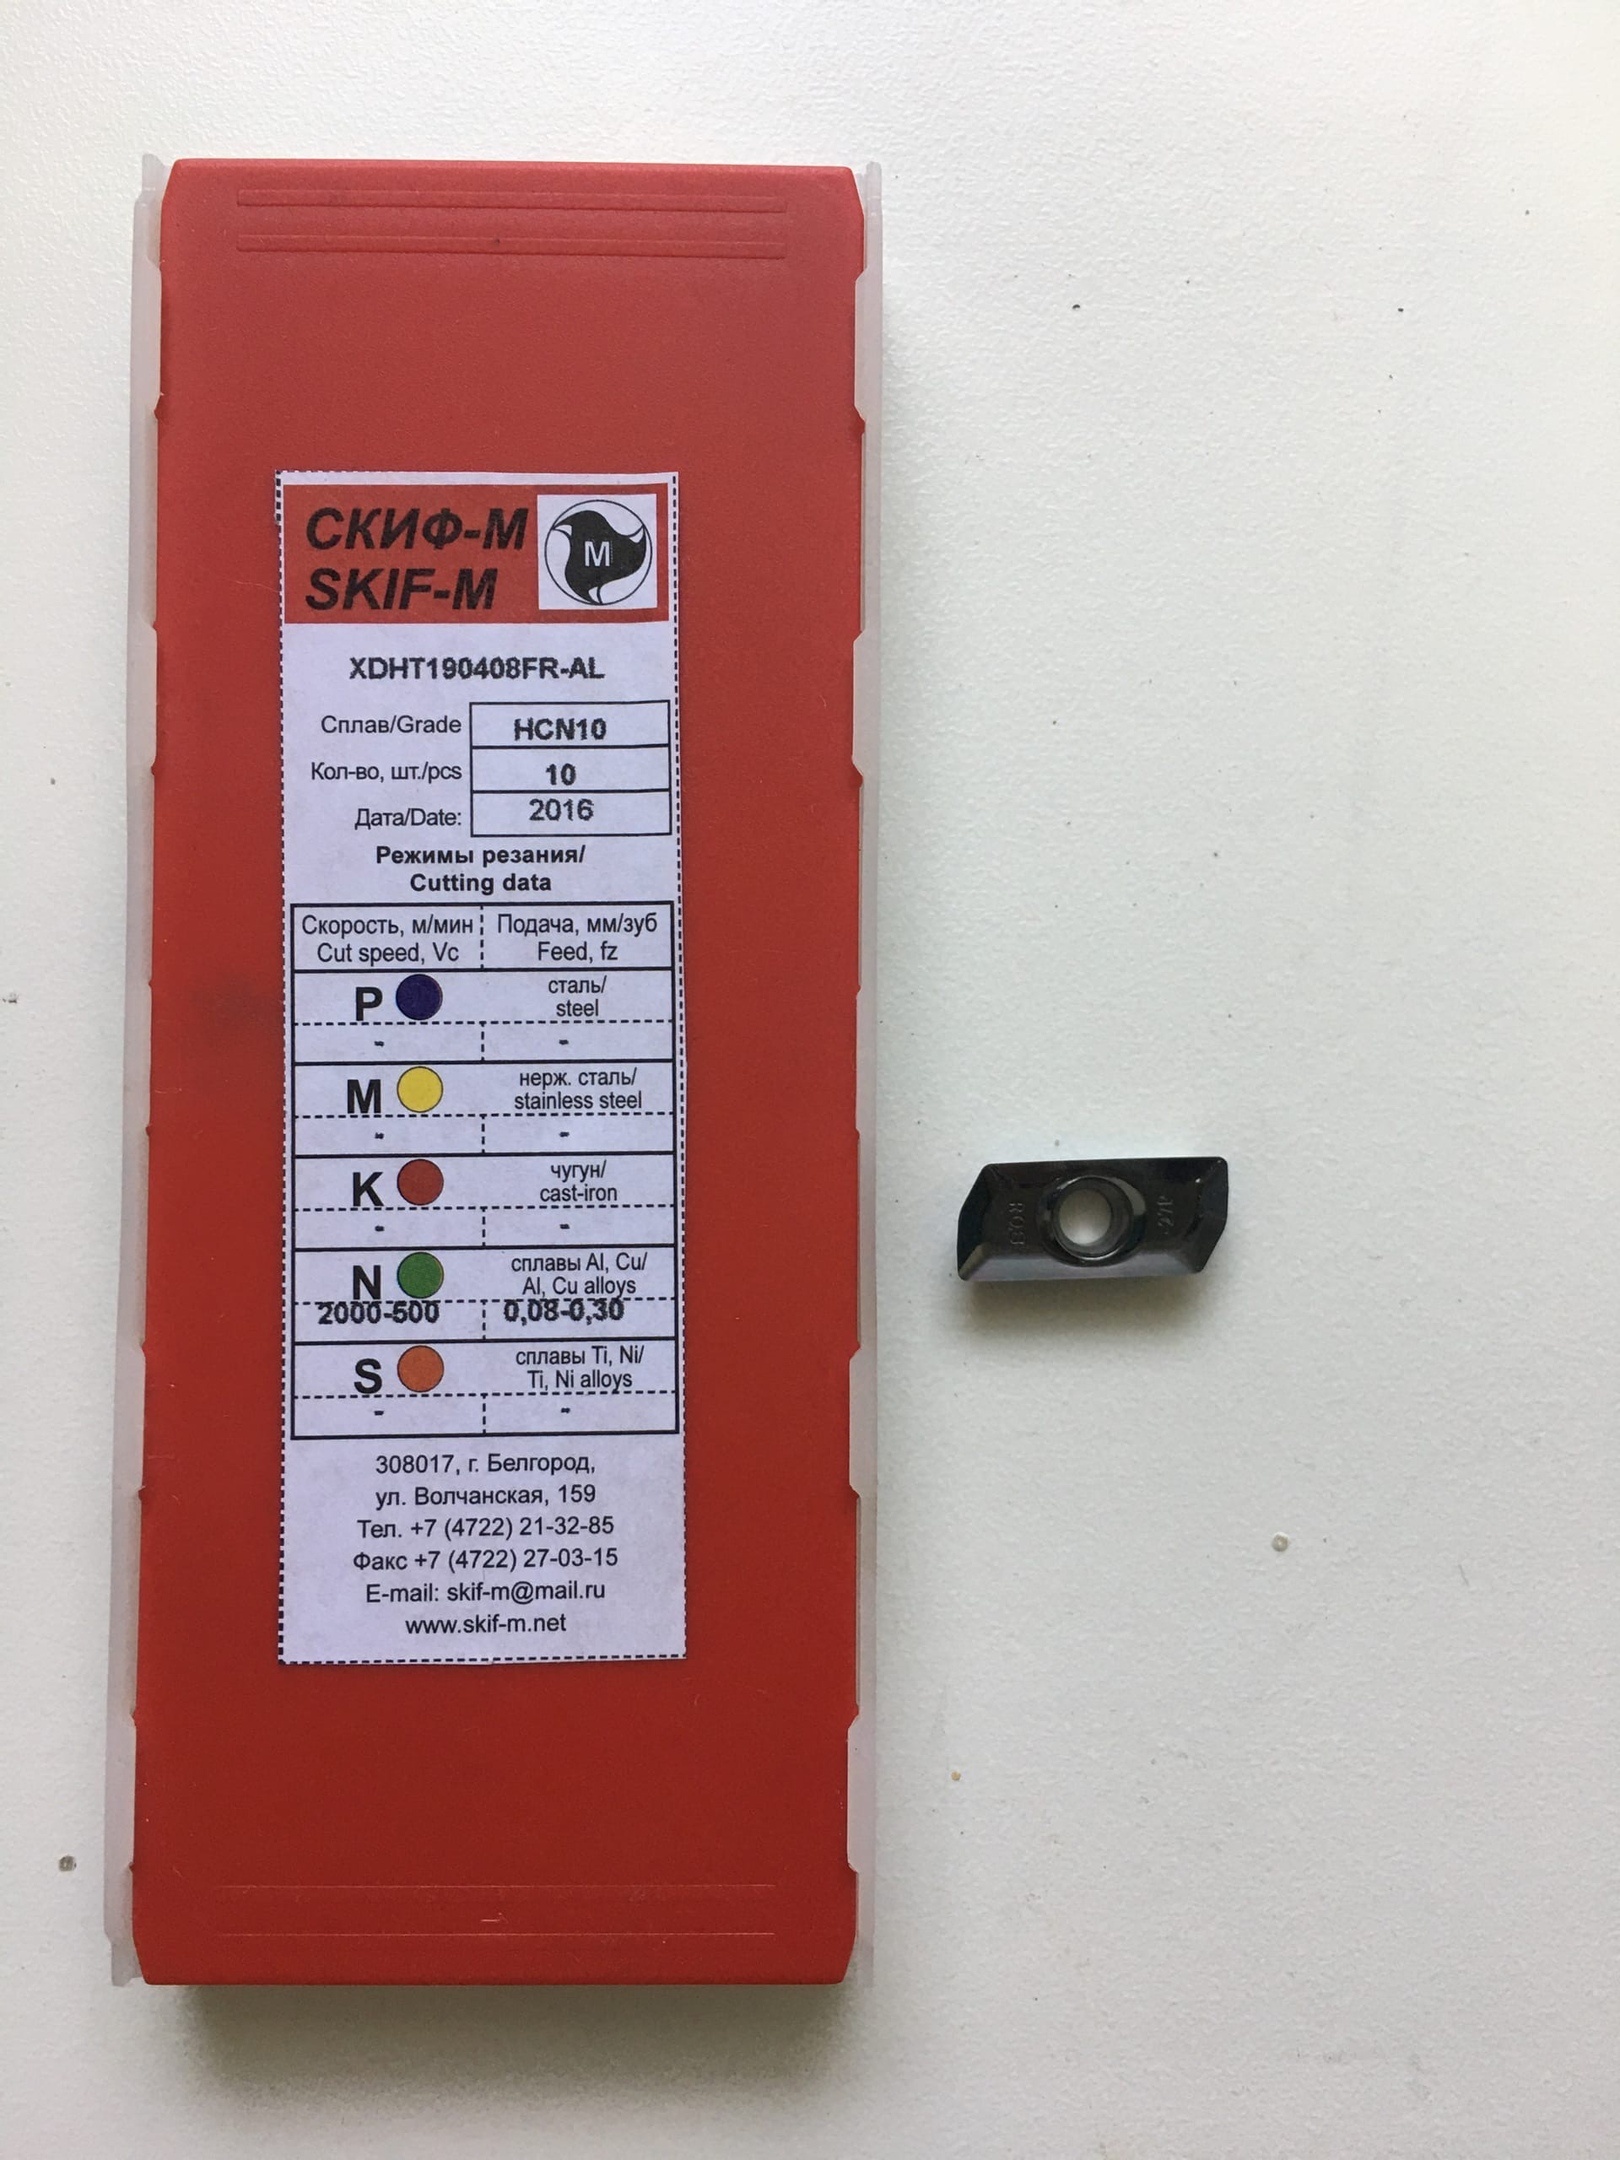 СКИФ-М
SKIF-M
M
XDHT190408FR-AL
Сплав/Grade HCN10
Кол-во, шт./pcs 10
Дата/Date: 2016
Режимы резания/
Cutting data
Скорость, м/мин Подача, мм/зуб
Cut speed, Vc Feed, fz
P сталь/
steel
- -
M нерж. сталь/
stainless steel
- -
K чугун/
cast-iron
- -
N сплавы Al, Cu/
Al, Cu alloys
2000-500 0,08-0,30
S сплавы Ti, Ni/
Ti, Ni alloys
- -
308017, г. Белгород,
ул. Волчанская, 159
Тел. +7 (4722) 21-32-85
Факс +7 (4722) 27-03-15
E-mail: skif-m@mail.ru
www.skif-m.net
27P